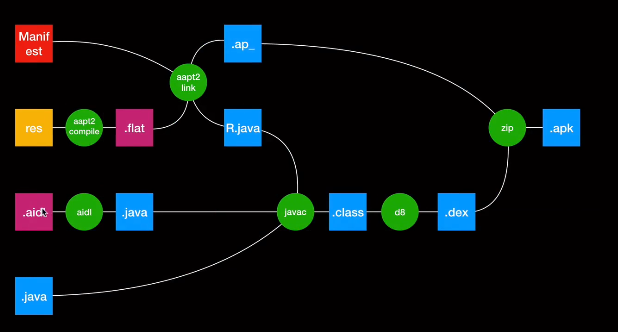 Manif
est
.ap_
aapt2
link
res
aapt2
compile
.flat
R.java
zip
.apk
.aidl
aidl
.java
javac
.class
d8
.dex
.java